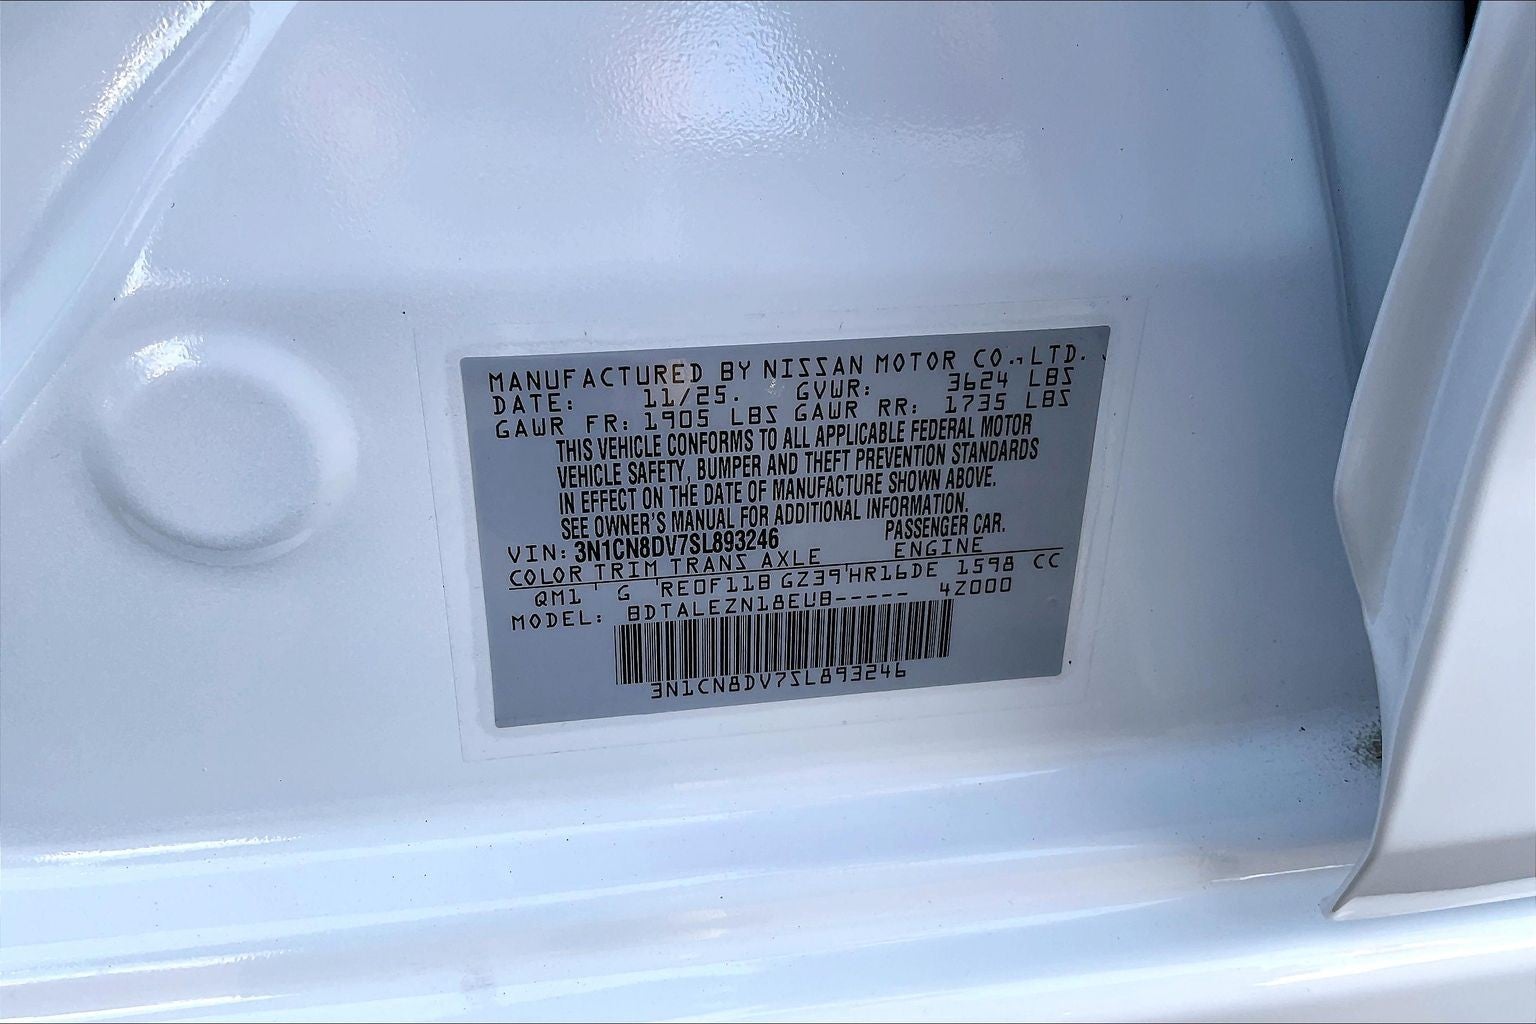 MANUFACTURED BY NISSAN MOTOR CO., LTD.
DATE: 11/25. GVWR: 3624 LBS
GAWR FR: 1905 LBS GAWR RR: 1735 LBS
THIS VEHICLE CONFORMS TO ALL APPLICABLE FEDERAL MOTOR
VEHICLE SAFETY, BUMPER AND THEFT PREVENTION STANDARDS
IN EFFECT ON THE DATE OF MANUFACTURE SHOWN ABOVE.
SEE OWNER'S MANUAL FOR ADDITIONAL INFORMATION.
VIN: 3N1CN8DV7SL893246 PASSENGER CAR.
COLOR TRIM TRANS AXLE ENGINE
QM1 G RE0F11B GZ39 HR16DE 1598 CC
MODEL: BDTALEZN18EUB----- 4Z000
3N1CN8DV7SL893246